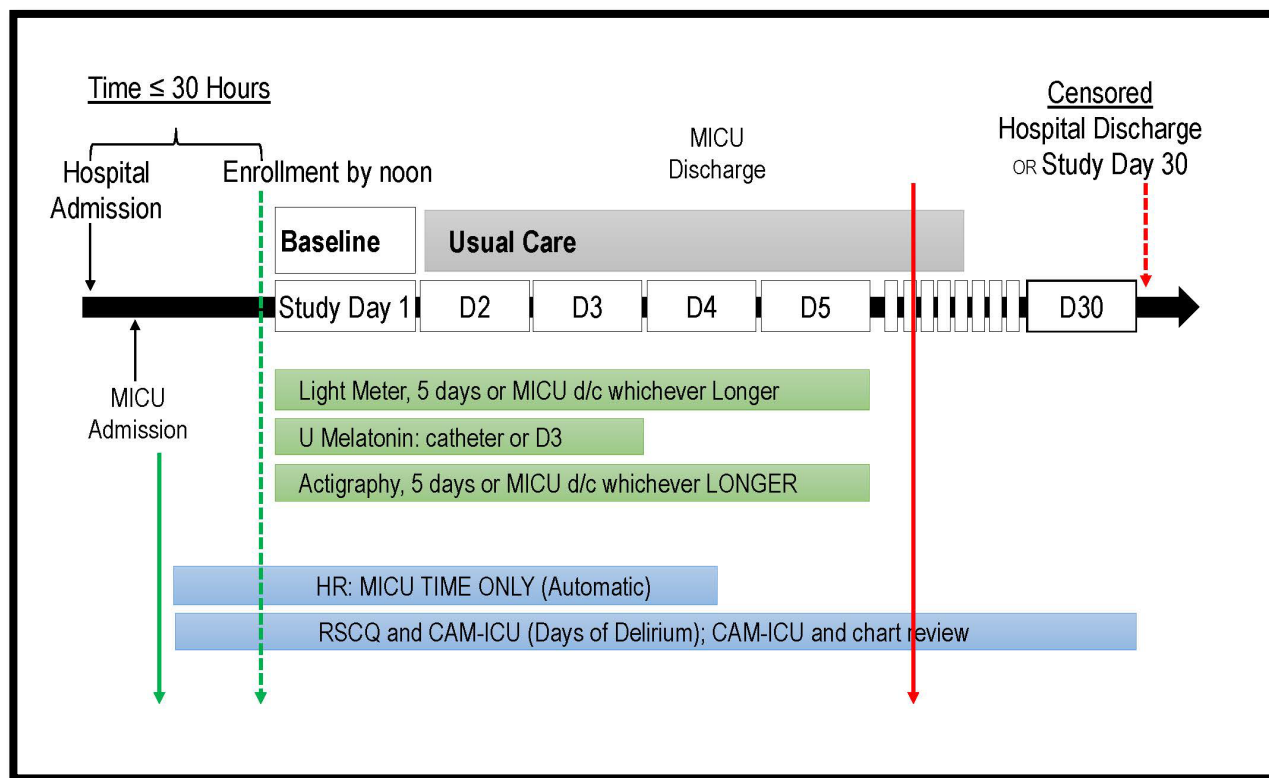 Time ≤ 30 Hours
Hospital
Admission
Enrollment by noon
MICU
Discharge
Censored
Hospital Discharge
OR Study Day 30
Baseline
Usual Care
Study Day 1
D2
D3
D4
D5
D30
MICU
Admission
Light Meter, 5 days or MICU d/c whichever Longer
U Melatonin: catheter or D3
Actigraphy, 5 days or MICU d/c whichever LONGER
HR: MICU TIME ONLY (Automatic)
RSCQ and CAM-ICU (Days of Delirium); CAM-ICU and chart review